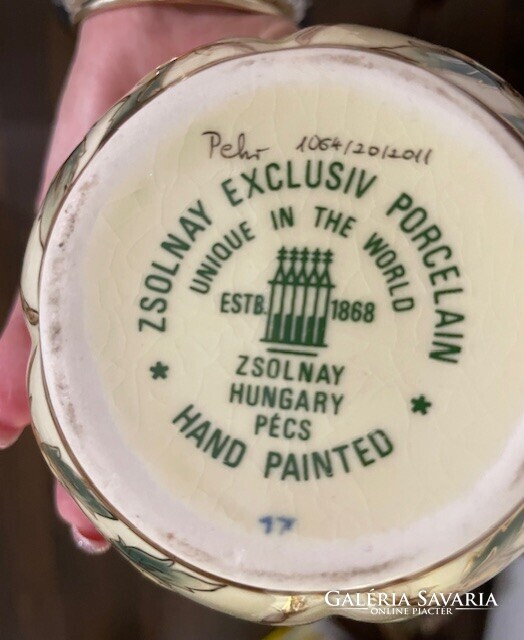 Pehr 1064/20/2011
ZSOLNAY EXCLUSIV PORCELAIN
UNIQUE IN THE WORLD
ESTB. 1868
ZSOLNAY
HUNGARY
PÉCS
* HAND PAINTED *
17
GALÉRIA SAVARIA
ONLINE PIACTÉR